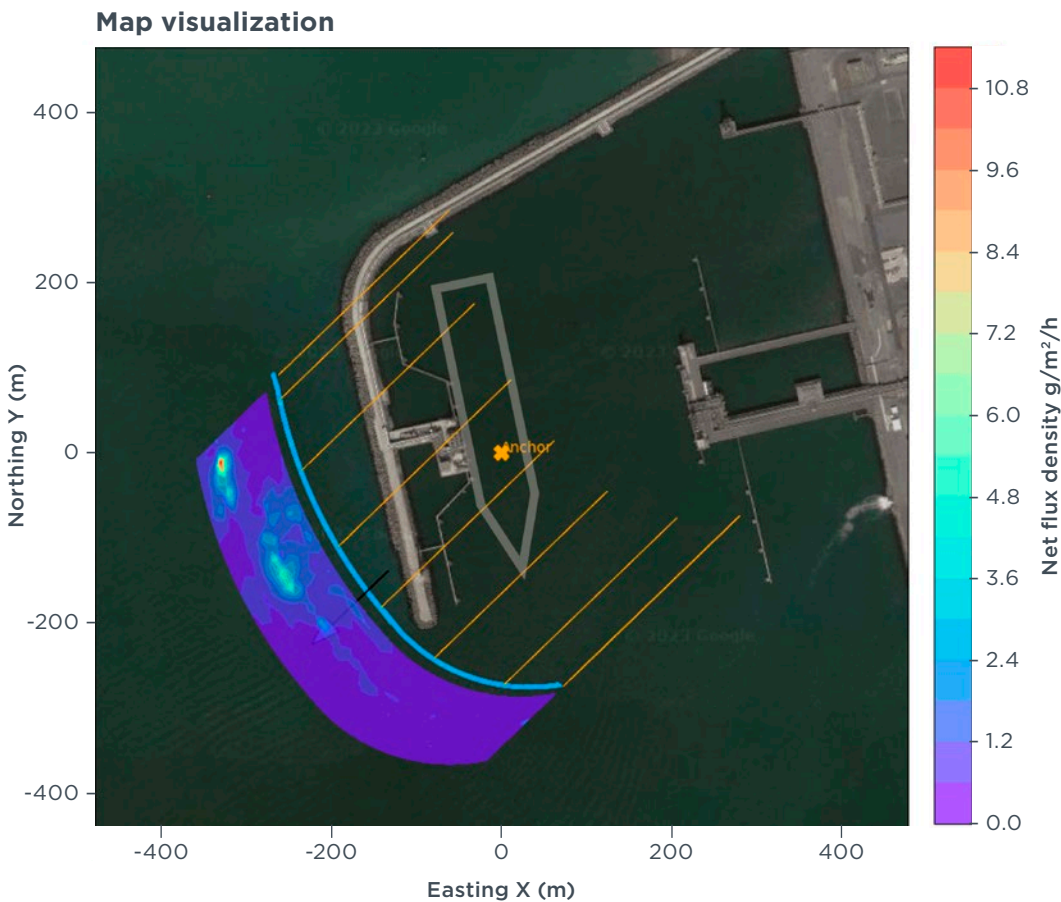 Map visualization
© 2023 Google
Anchor
© 2023 Google
400
200
0
-200
-400
-400
-200
0
200
400
Northing Y (m)
Easting X (m)
10.8
9.6
8.4
7.2
6.0
4.8
3.6
2.4
1.2
0.0
Net flux density g/m²/h